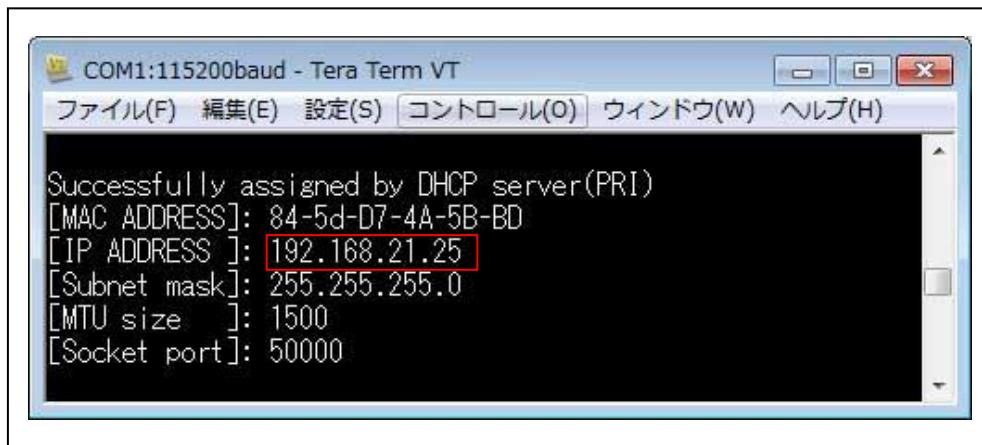 COM1:115200baud - Tera Term VT
ファイル(F) 編集(E) 設定(S) コントロール(O) ウィンドウ(W) ヘルプ(H)
Successfully assigned by DHCP server(PRI)
[MAC ADDRESS]: 84-5d-D7-4A-5B-BD
[IP ADDRESS ]: 192.168.21.25
[Subnet mask]: 255.255.255.0
[MTU size   ]: 1500
[Socket port]: 50000